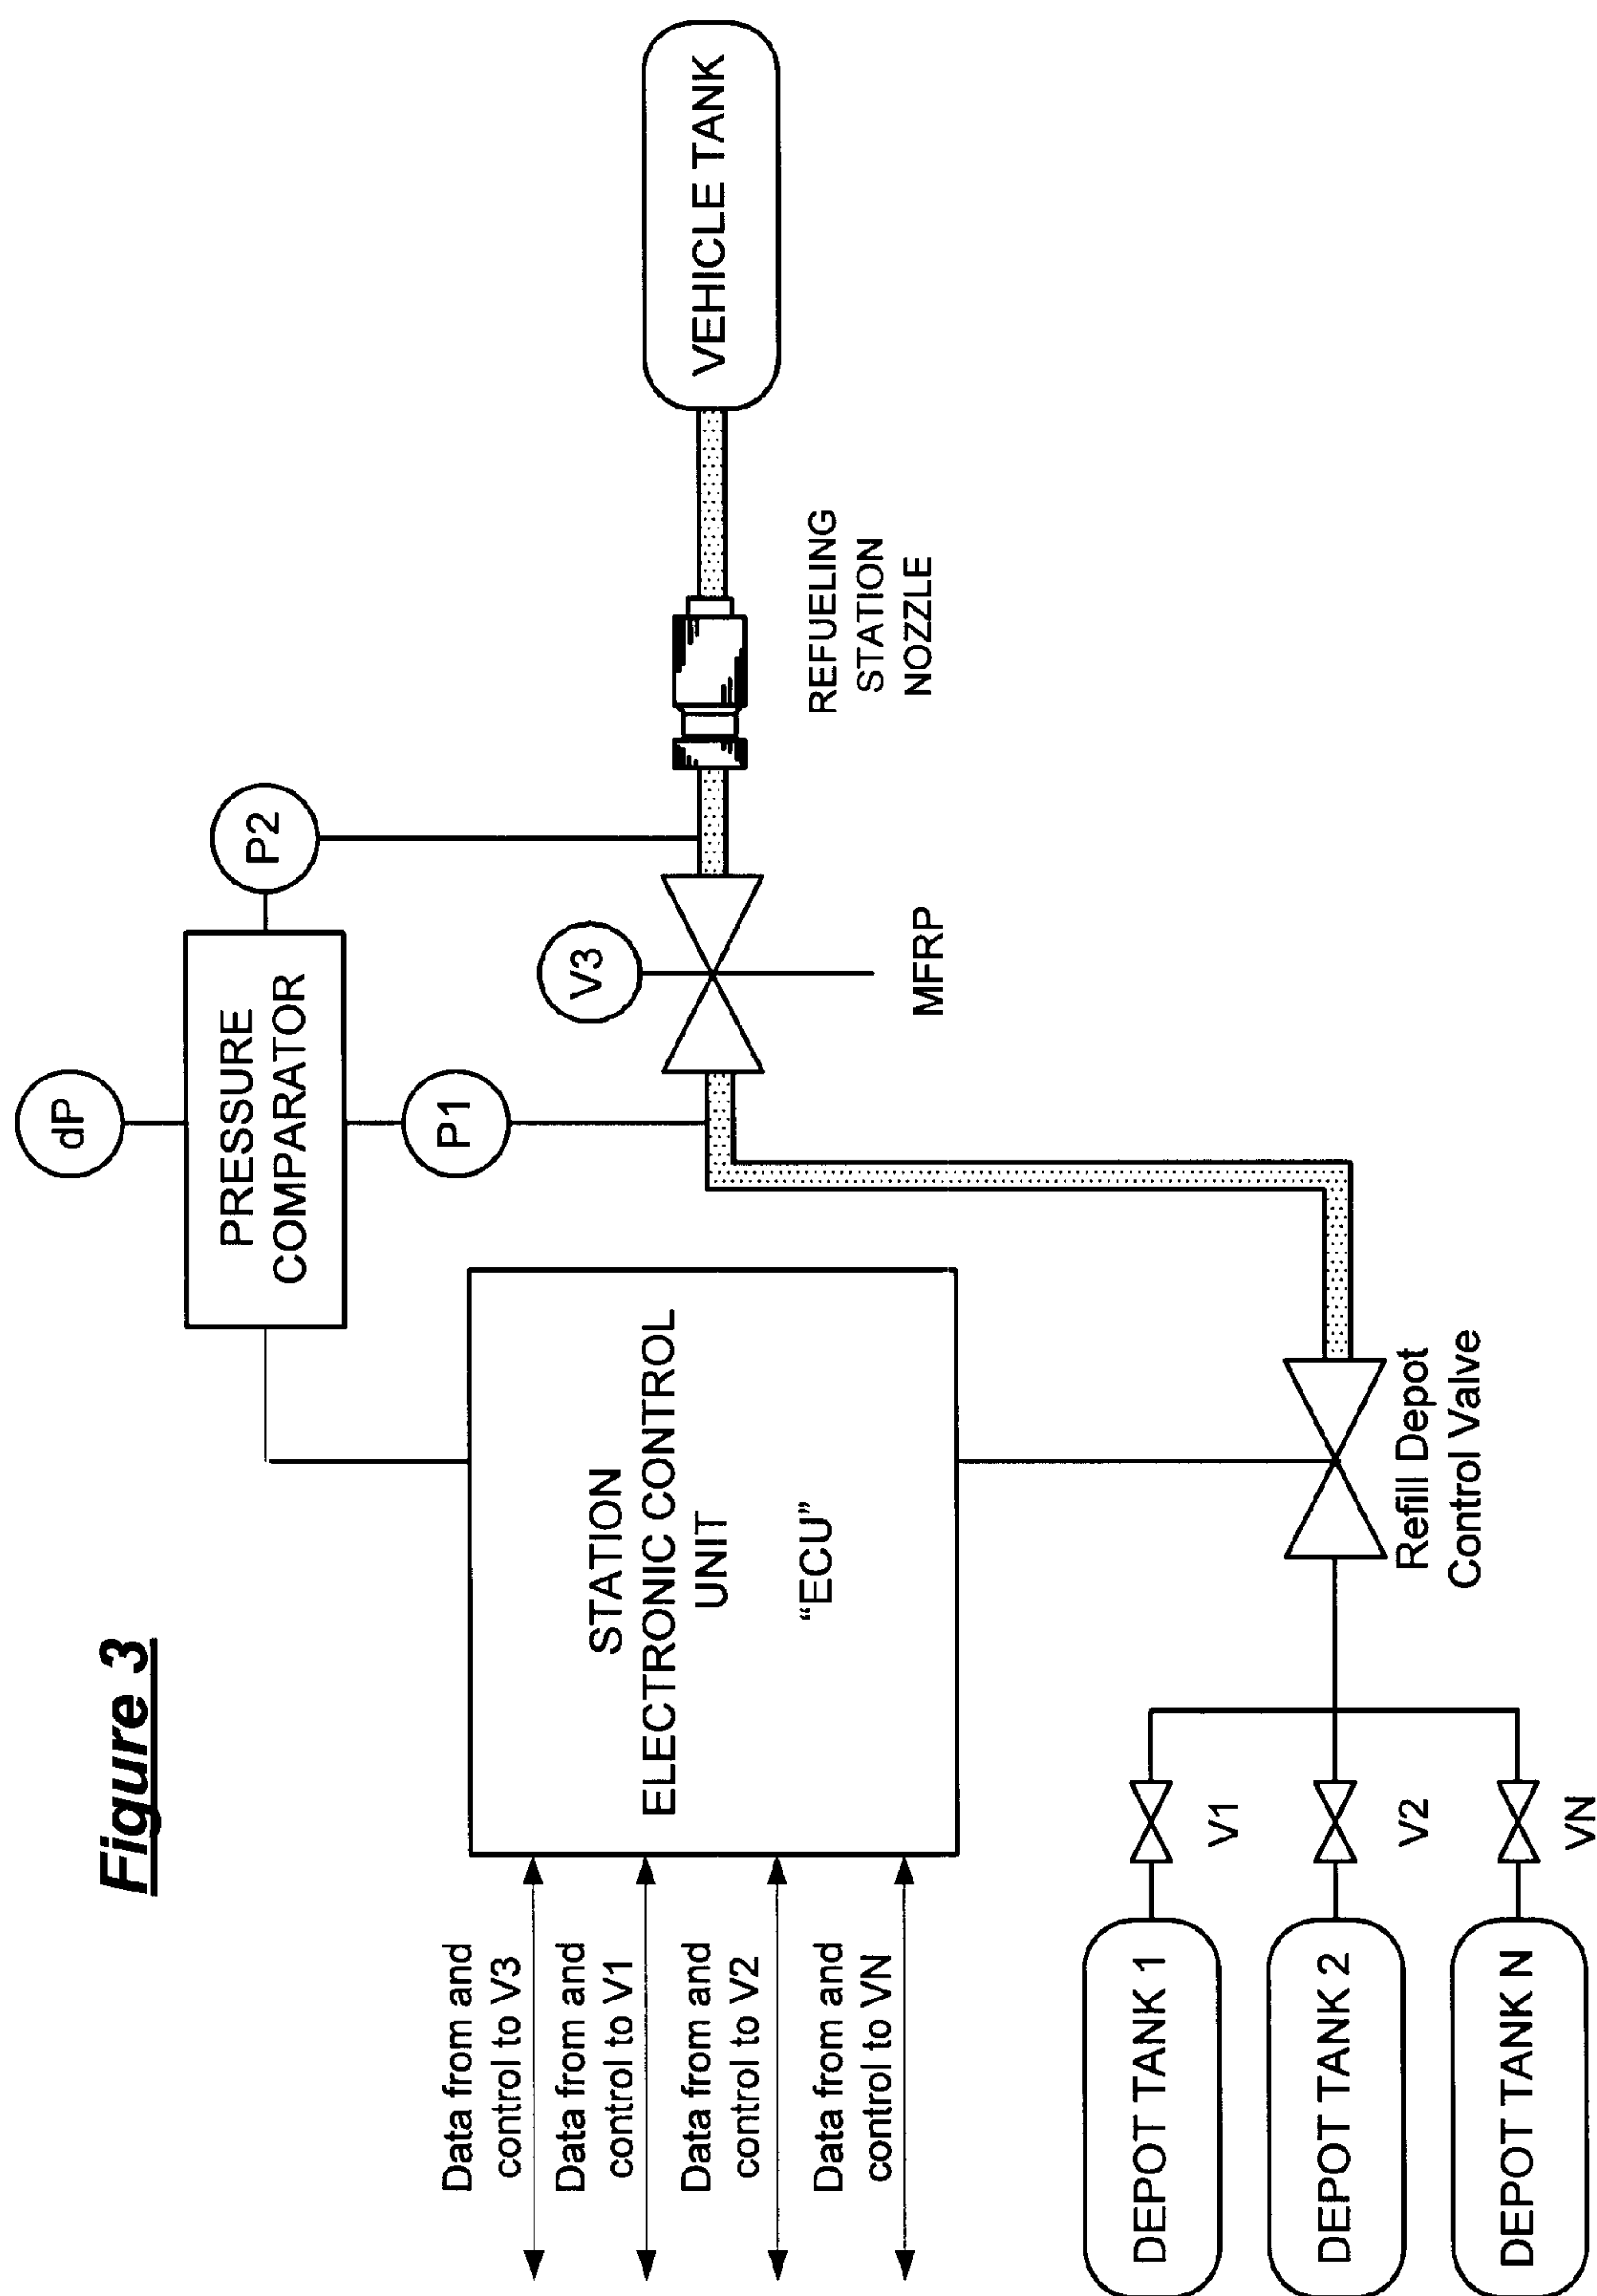 Figure 3
dP
PRESSURE
COMPARATOR
P2
P1
V3
MFRP
VEHICLE TANK
REFUELING
STATION
NOZZLE
STATION
ELECTRONIC CONTROL
UNIT
“ECU”
Data from and
control to V3
Data from and
control to V1
Data from and
control to V2
Data from and
control to VN
DEPOT TANK 1
V1
DEPOT TANK 2
V2
DEPOT TANK N
VN
Refill Depot
Control Valve